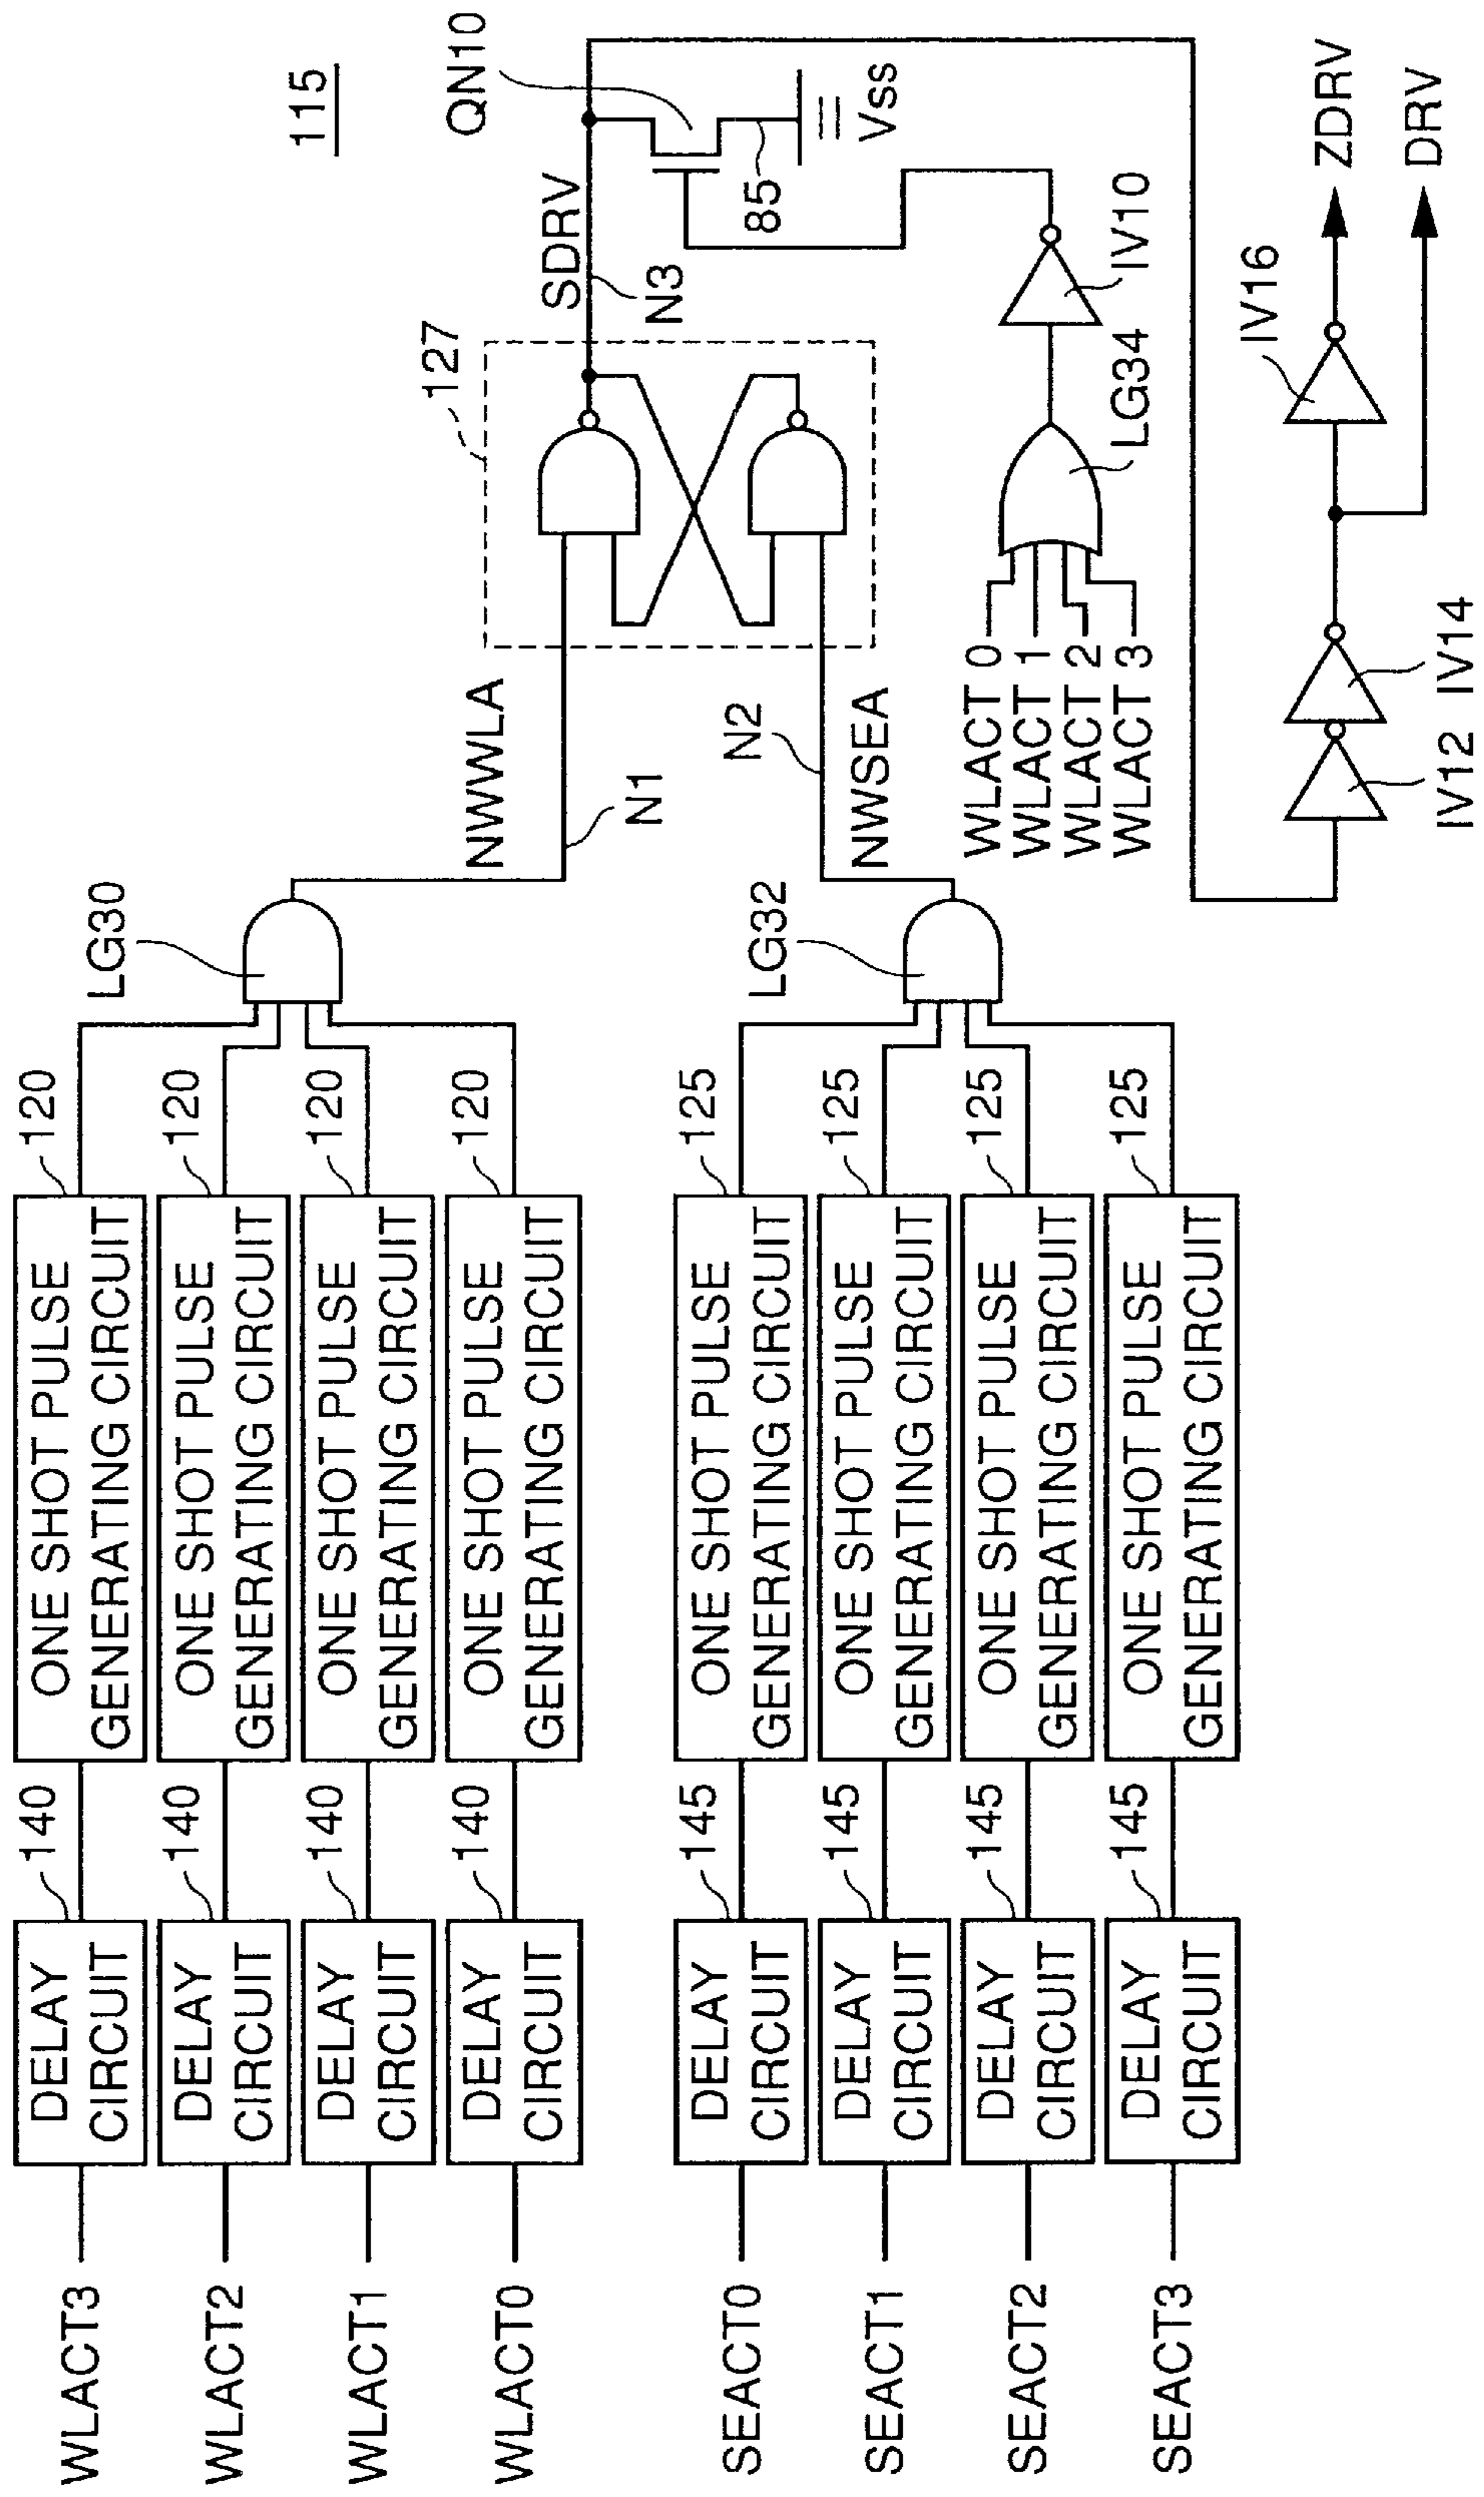 115
WLACT3
DELAY
CIRCUIT
140
ONE SHOT PULSE
GENERATING CIRCUIT
120
WLACT2
DELAY
CIRCUIT
140
ONE SHOT PULSE
GENERATING CIRCUIT
120
WLACT1
DELAY
CIRCUIT
140
ONE SHOT PULSE
GENERATING CIRCUIT
120
WLACT0
DELAY
CIRCUIT
140
ONE SHOT PULSE
GENERATING CIRCUIT
120
LG30
NWWLA
N1
SEACT0
DELAY
CIRCUIT
145
ONE SHOT PULSE
GENERATING CIRCUIT
125
SEACT1
DELAY
CIRCUIT
145
ONE SHOT PULSE
GENERATING CIRCUIT
125
SEACT2
DELAY
CIRCUIT
145
ONE SHOT PULSE
GENERATING CIRCUIT
125
SEACT3
DELAY
CIRCUIT
145
ONE SHOT PULSE
GENERATING CIRCUIT
125
LG32
N2
NWSEA
127
SDRV
N3
QN10
85
Vss
WLACT 0
WLACT 1
WLACT 2
WLACT 3
LG34
IV10
IV12
IV14
IV16
ZDRV
DRV